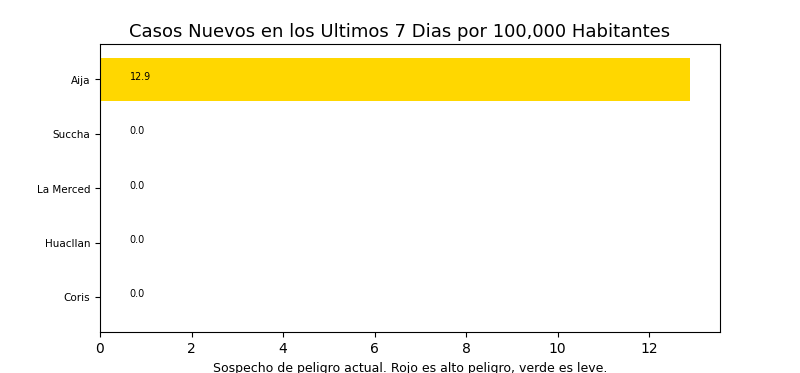 Casos Nuevos en los Ultimos 7 Dias por 100,000 Habitantes
Aija 12.9
Succha 0.0
La Merced 0.0
Huacllan 0.0
Coris 0.0
0 2 4 6 8 10 12
Sospecho de peligro actual. Rojo es alto peligro, verde es leve.